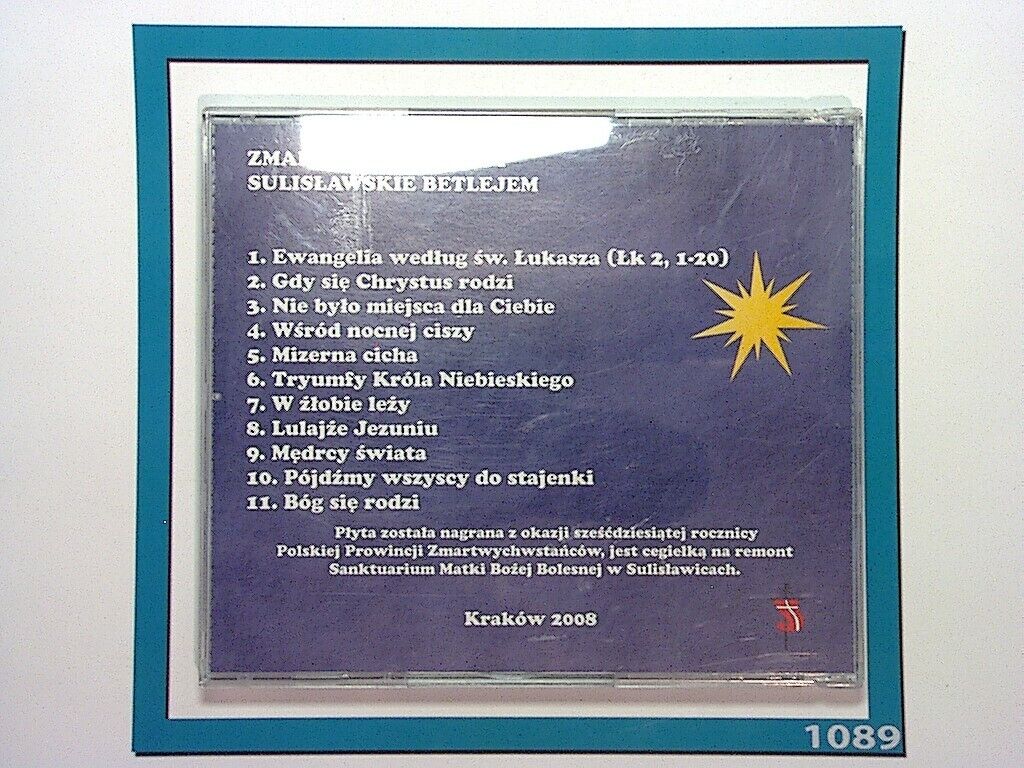 SULISŁAWSKIE BETLEJEM
1. Ewangelia według św. Łukasza (Łk 2, 1-20)
2. Gdy się Chrystus rodzi
3. Nie było miejsca dla Ciebie
4. Wśród nocnej ciszy
5. Mizerna cicha
6. Tryumfy Króla Niebieskiego
7. W żłobie leży
8. Lulajże Jezuniu
9. Mędrcy świata
10. Pójdźmy wszyscy do stajenki
11. Bóg się rodzi
Płyta została nagrana z okazji sześćdziesiątej rocznicy
Polskiej Prowincji Zmartwychwstańców, jest cegiełką na remont
Sanktuarium Matki Bożej Bolesnej w Sulisławicach.
Kraków 2008
1089